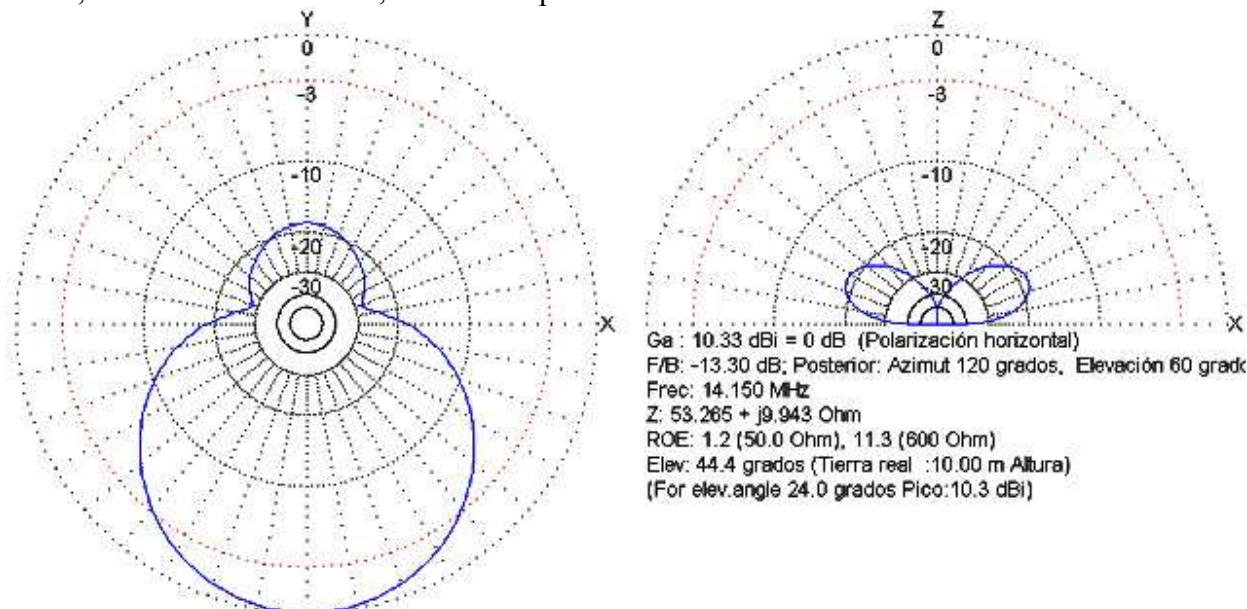 Y
0
-3
-10
-20
-30
X
Z
0
-3
-10
-20
-30
X
Ga : 10.33 dBi = 0 dB (Polarización horizontal)
F/B: -13.30 dB; Posterior: Azimut 120 grados, Elevación 60 grado
Frec: 14.150 MHz
Z: 53.265 + j9.943 Ohm
ROE: 1.2 (50.0 Ohm), 11.3 (600 Ohm)
Elev: 44.4 grados (Tierra real :10.00 m Altura)
(For elev.angle 24.0 grados Pico:10.3 dBi)